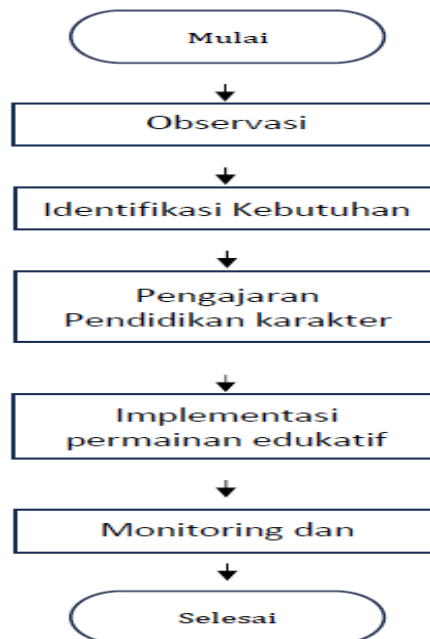 Mulai
Observasi
Identifikasi Kebutuhan
Pengajaran
Pendidikan karakter
Implementasi
permainan edukatif
Monitoring dan
Selesai